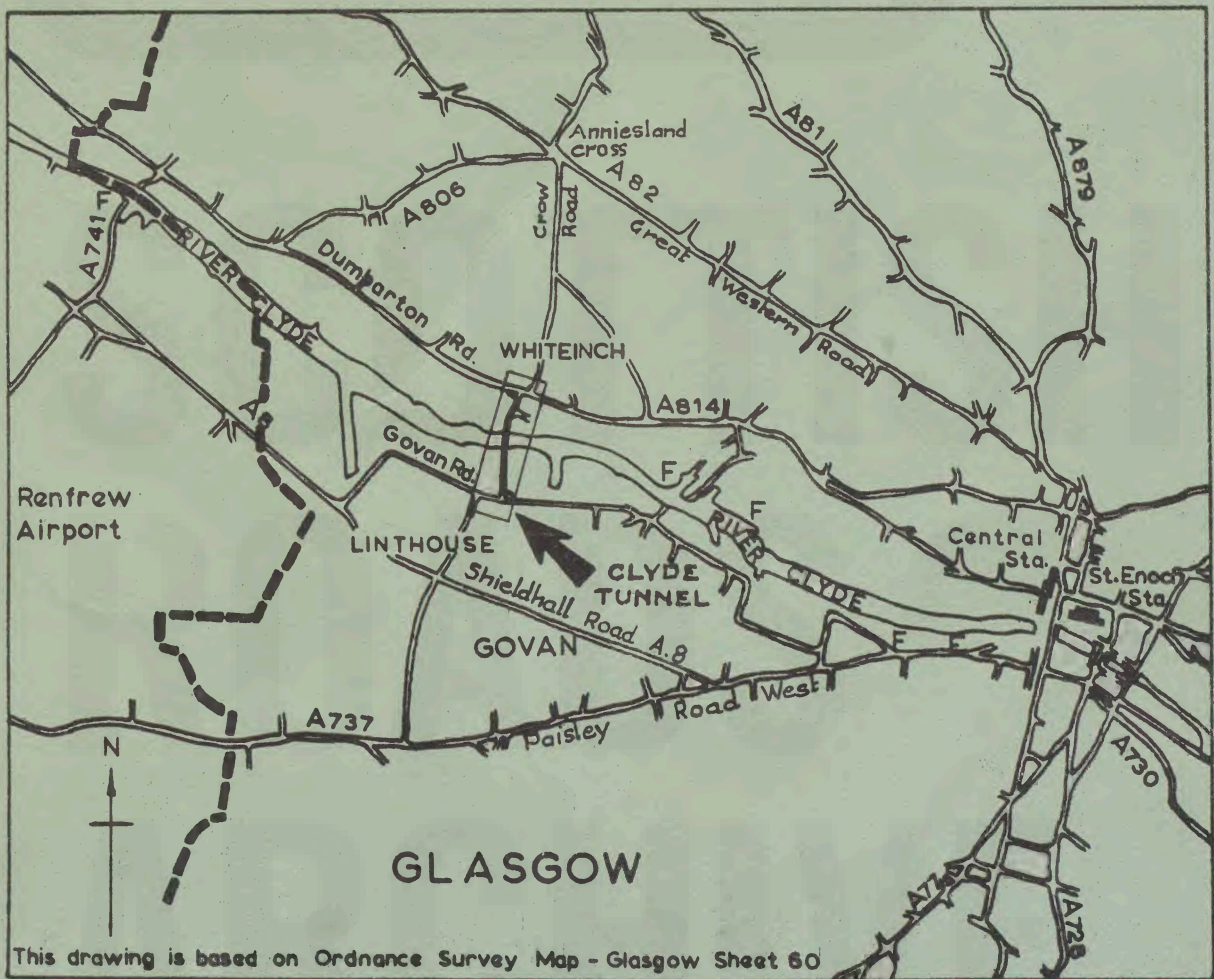 Anniesland
cross
A 82
A81
A879
A806
Crow
Road
Great
Western
Road
A741
F
RIVER
CLYDE
Dumbarton
Rd.
WHITEINCH
A814
A.8
Govan Rd.
F
F
RIVER
CLYDE
Renfrew
Airport
LINTHOUSE
CLYDE
TUNNEL
Central
Sta.
St. Enoch
Sta.
Shieldhall Road A.8
GOVAN
F
F
Paisley
Road
West
A737
N
A730
GLASGOW
A728
This drawing is based on Ordnance Survey Map - Glasgow Sheet 60